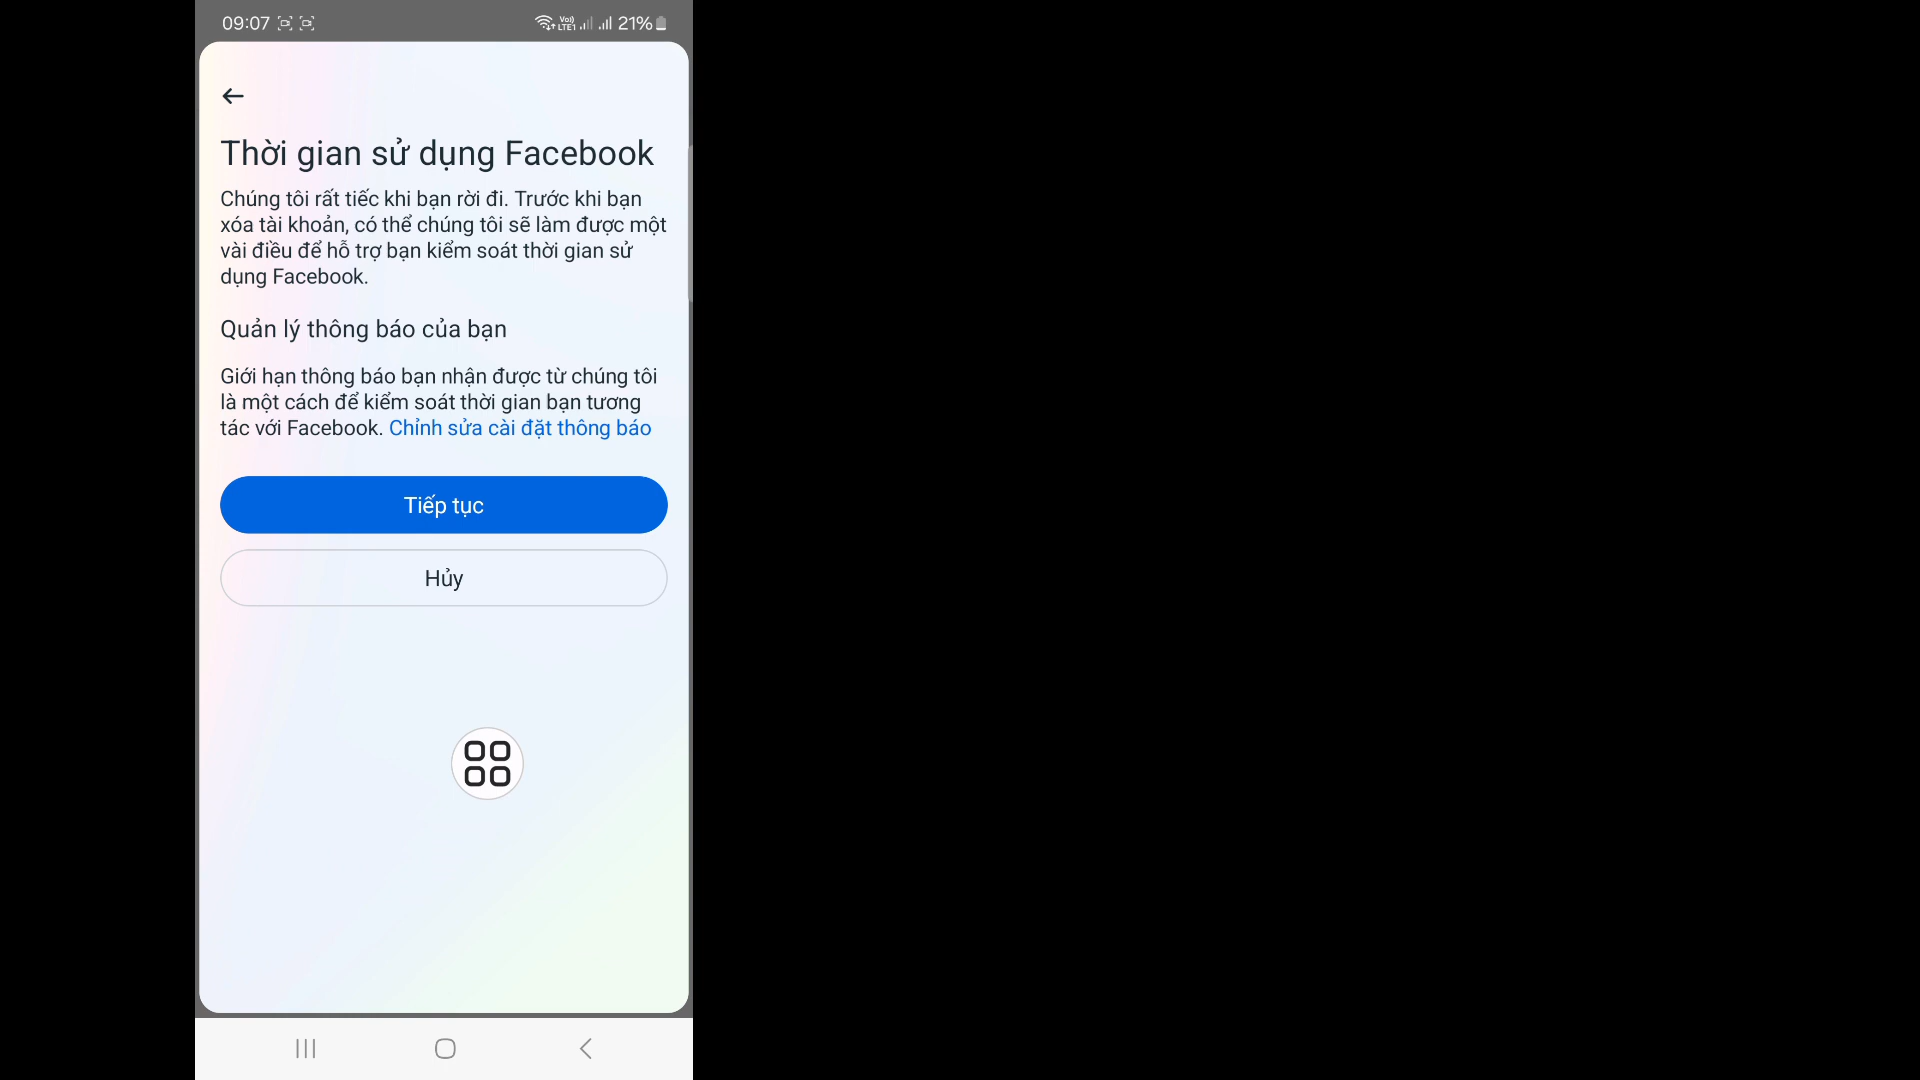 09:07
Vo)) LTE1 21%
Thời gian sử dụng Facebook
Chúng tôi rất tiếc khi bạn rời đi. Trước khi bạn
xóa tài khoản, có thể chúng tôi sẽ làm được một
vài điều để hỗ trợ bạn kiểm soát thời gian sử
dụng Facebook.
Quản lý thông báo của bạn
Giới hạn thông báo bạn nhận được từ chúng tôi
là một cách để kiểm soát thời gian bạn tương
tác với Facebook. Chỉnh sửa cài đặt thông báo
Tiếp tục
Hủy